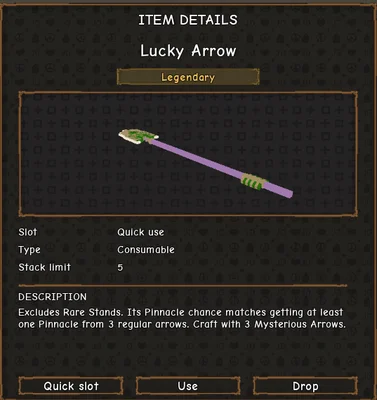 ITEM DETAILS
Lucky Arrow
Legendary
Slot Quick use
Type Consumable
Stack limit 5
DESCRIPTION
Excludes Rare Stands. Its Pinnacle chance matches getting at least
one Pinnacle from 3 regular arrows. Craft with 3 Mysterious Arrows.
Quick slot Use Drop